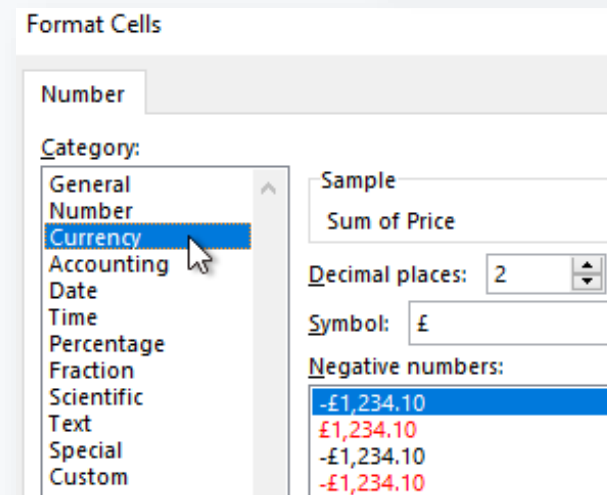 Format Cells
Number
Category:
General
Number
Currency
Accounting
Date
Time
Percentage
Fraction
Scientific
Text
Special
Custom
Sample
Sum of Price
Decimal places: 2
Symbol: £
Negative numbers:
-£1,234.10
£1,234.10
-£1,234.10
-£1,234.10